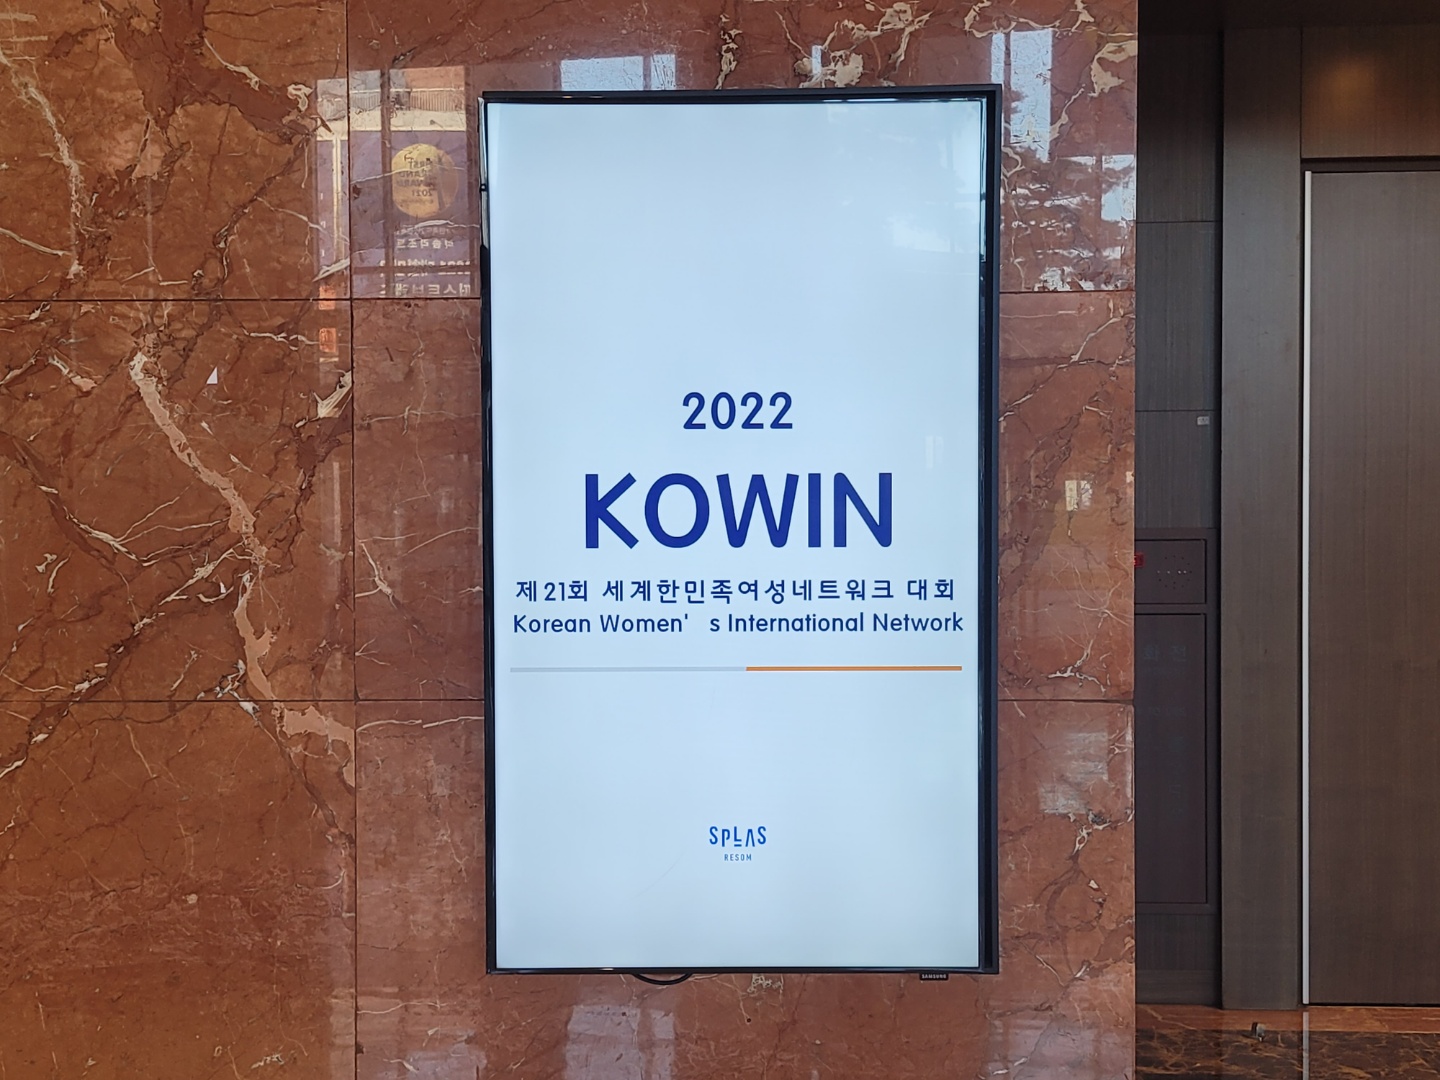 2022
KOWIN
제21회 세계한민족여성네트워크 대회
Korean Women' s International Network
SPLAS
RESOM
SAMSUNG